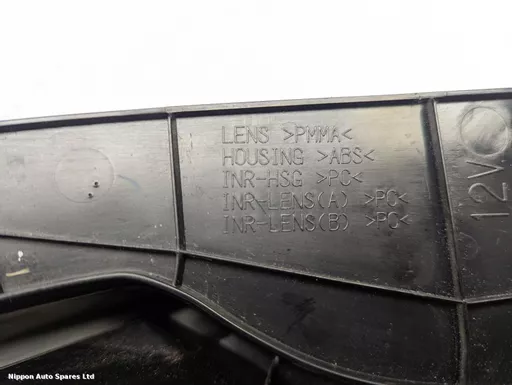 LENS >PMMA<
HOUSING >ABS<
INR-HSG >PC<
INR-LENS(A) >PC<
INR-LENS(B) >PC<
12V
Nippon Auto Spares Ltd